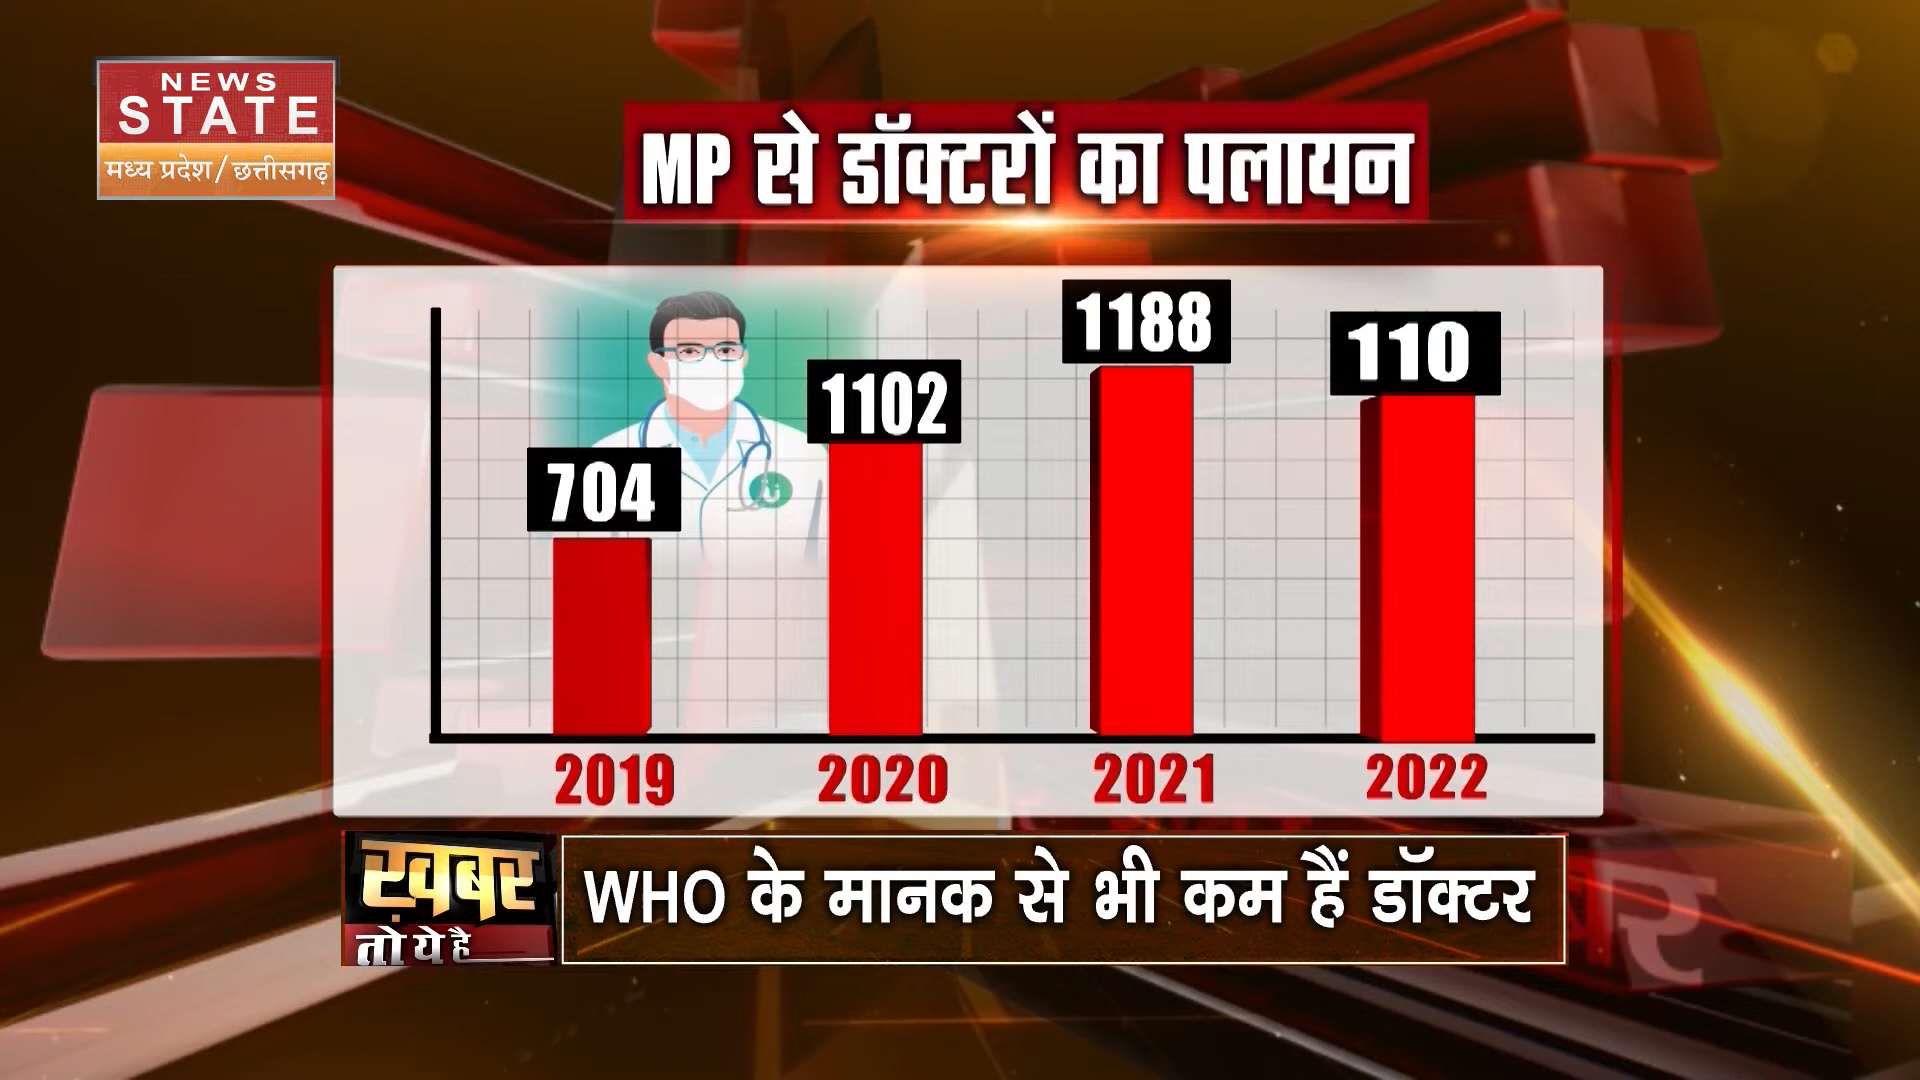 NEWS
STATE
मध्य प्रदेश/छत्तीसगढ़
MP से डॉक्टरों का पलायन
704
1102
1188
110
2019
2020
2021
2022
ख़बर
तो ये है
WHO के मानक से भी कम हैं डॉक्टर